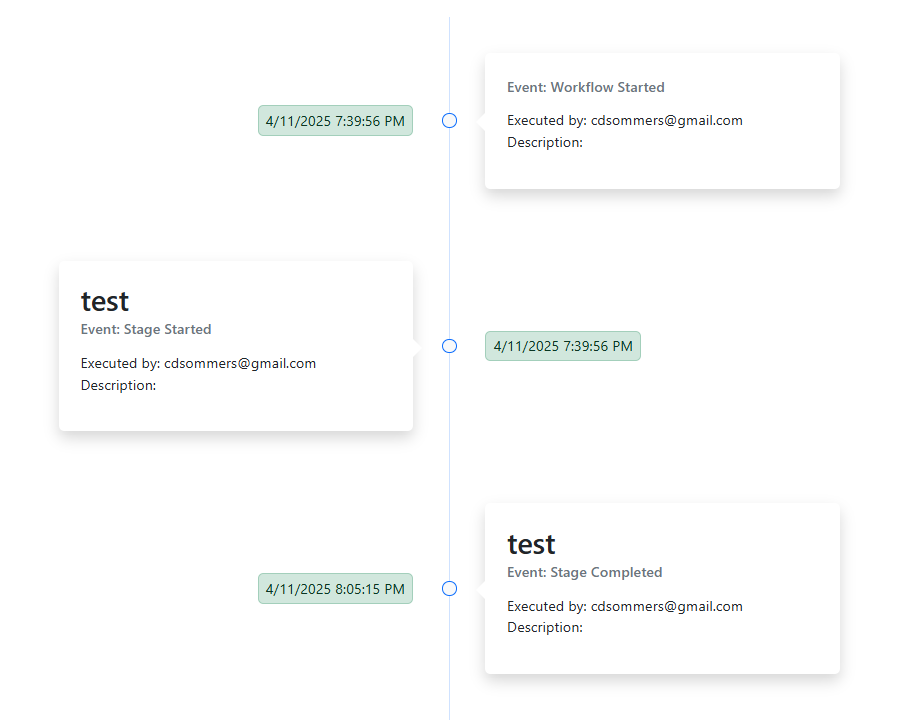 4/11/2025 7:39:56 PM
Event: Workflow Started
Executed by: cdsommers@gmail.com
Description:
test
Event: Stage Started
Executed by: cdsommers@gmail.com
Description:
4/11/2025 7:39:56 PM
4/11/2025 8:05:15 PM
test
Event: Stage Completed
Executed by: cdsommers@gmail.com
Description: